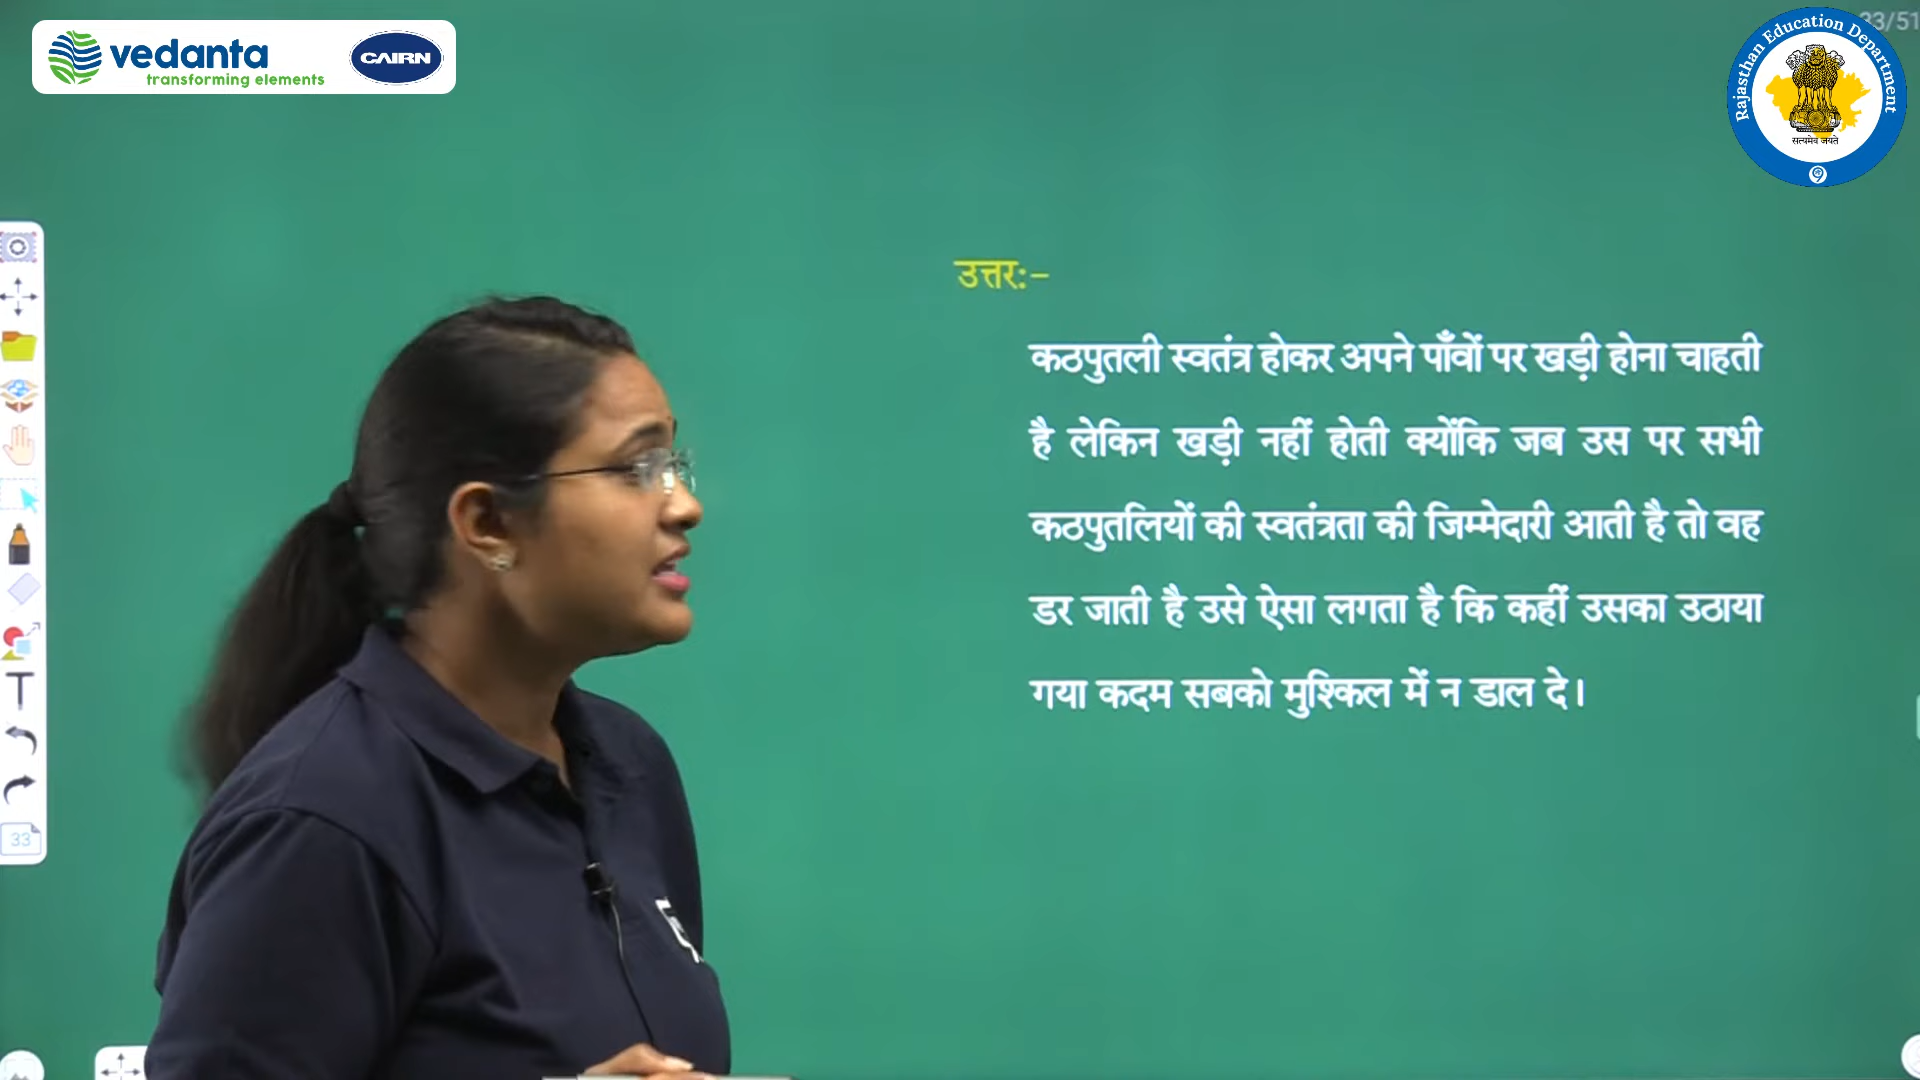 vedanta
transforming elements
CAIRN
33/51
Rajasthan Education Department
सत्यमेव जयते
उत्तर:-
कठपुतली स्वतंत्र होकर अपने पाँवों पर खड़ी होना चाहती
है लेकिन खड़ी नहीं होती क्योंकि जब उस पर सभी
कठपुतलियों की स्वतंत्रता की जिम्मेदारी आती है तो वह
डर जाती है उसे ऐसा लगता है कि कहीं उसका उठाया
गया कदम सबको मुश्किल में न डाल दे।
T
33